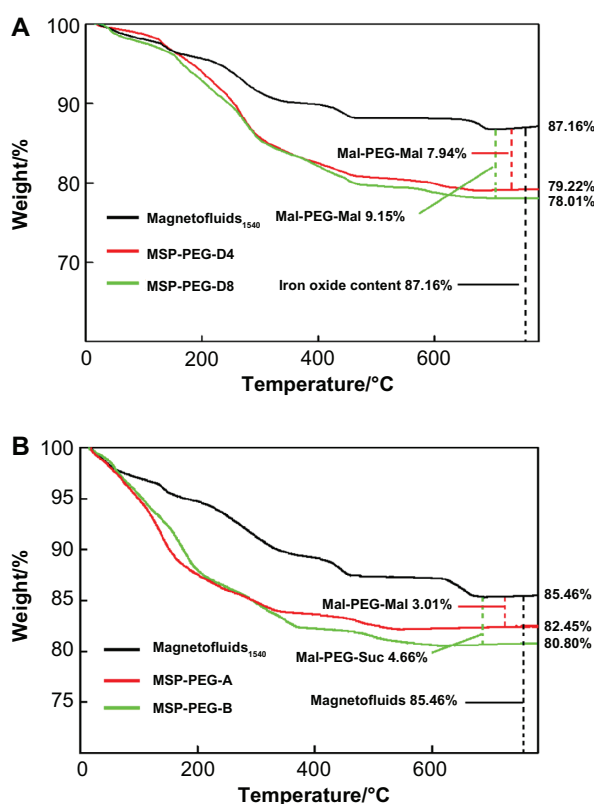 A
100
90
80
70
Weight/%
87.16%
Mal-PEG-Mal 7.94%
79.22%
78.01%
Mal-PEG-Mal 9.15%
Magnetofluids1540
MSP-PEG-D4
MSP-PEG-D8
Iron oxide content 87.16%
0 200 400 600
Temperature/°C
B
100
95
90
85
80
75
Weight/%
85.46%
Mal-PEG-Mal 3.01%
82.45%
80.80%
Mal-PEG-Suc 4.66%
Magnetofluids1540
MSP-PEG-A
MSP-PEG-B
Magnetofluids 85.46%
0 200 400 600
Temperature/°C